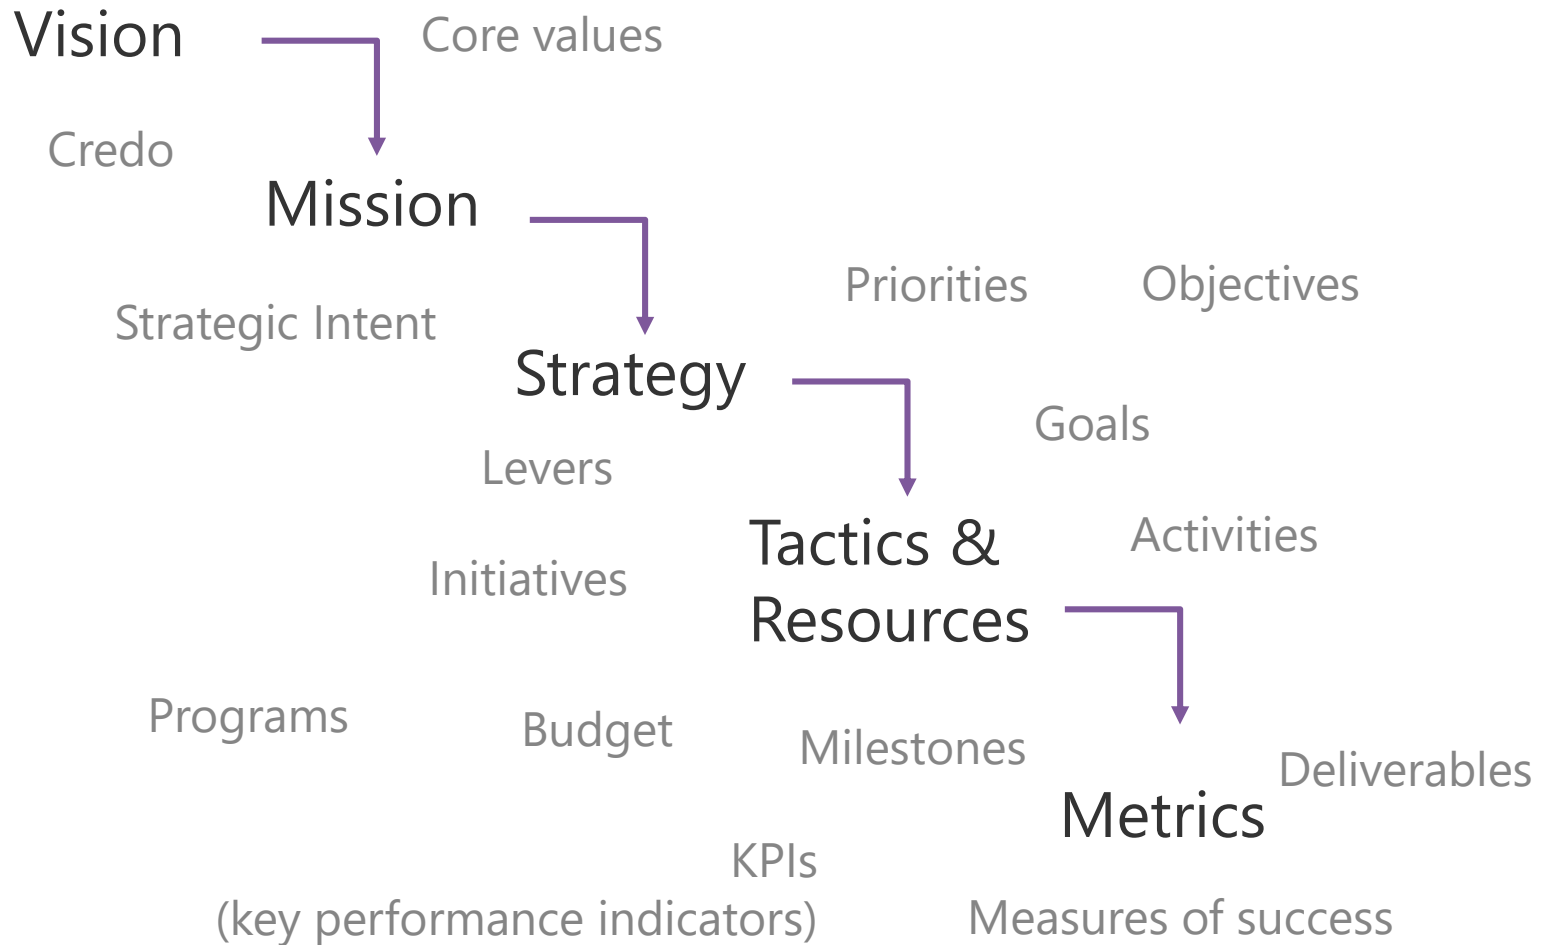 Vision
Core values
Credo
Mission
Priorities
Objectives
Strategic Intent
Strategy
Goals
Levers
Tactics &
Resources
Activities
Initiatives
Programs
Budget
Milestones
Deliverables
Metrics
KPIs
(key performance indicators)
Measures of success